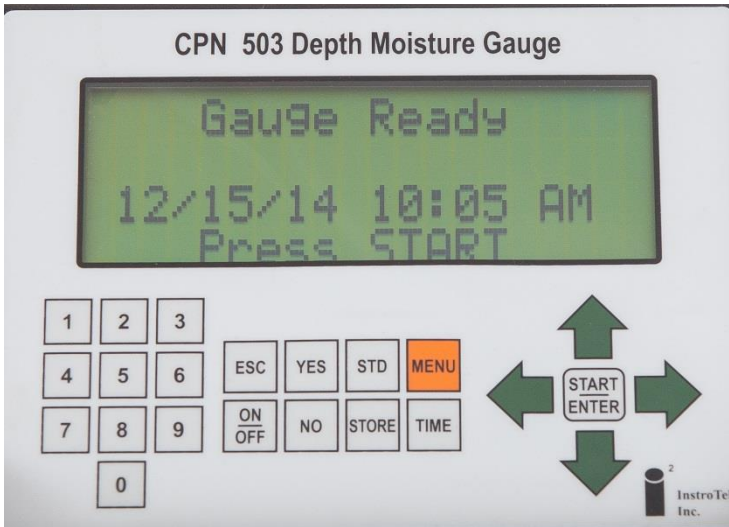 CPN 503 Depth Moisture Gauge
Gauge Ready
12/15/14 10:05 AM
Press START
1 2 3
4 5 6
7 8 9
0
ESC YES STD MENU
ON
OFF
NO STORE TIME
START
ENTER
2
InstroTe
Inc.